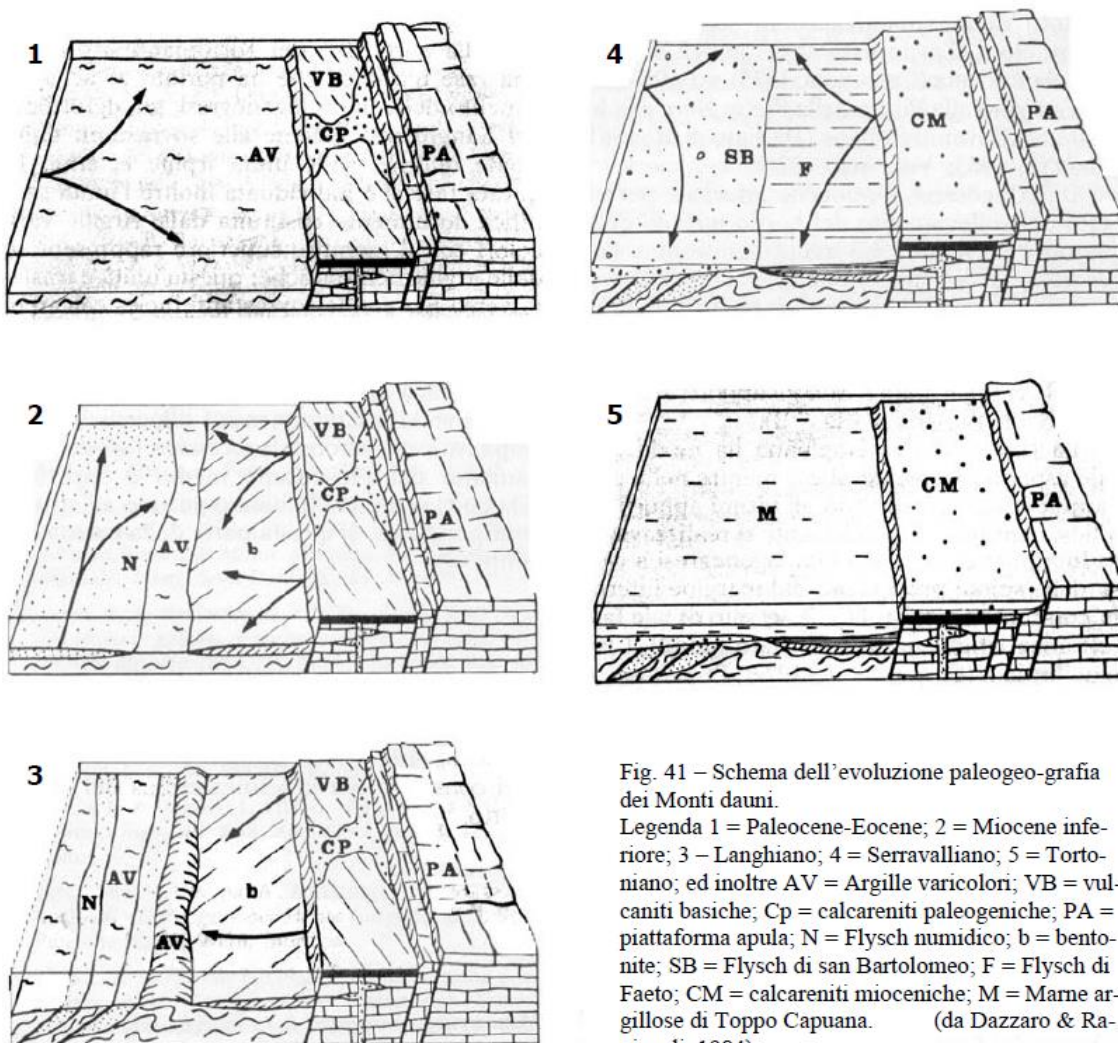 1
VB
CP
AV
PA
2
VB
CP
PA
N
AV
b
3
VB
CP
PA
AV
N
b
AV
4
CM
PA
SB
F
5
CM
PA
M
Fig. 41 – Schema dell'evoluzione paleogeo-grafia
dei Monti dauni.
Legenda 1 = Paleocene-Eocene; 2 = Miocene infe-
riore; 3 – Langhiano; 4 = Serravalliano; 5 = Torto-
niano; ed inoltre AV = Argille varicolori; VB = vul-
caniti basiche; Cp = calcareniti paleogeniche; PA =
piattaforma apula; N = Flysch numidico; b = bento-
nite; SB = Flysch di san Bartolomeo; F = Flysch di
Faeto; CM = calcareniti mioceniche; M = Marne ar-
gillose di Toppo Capuana. (da Dazzaro & Ra-